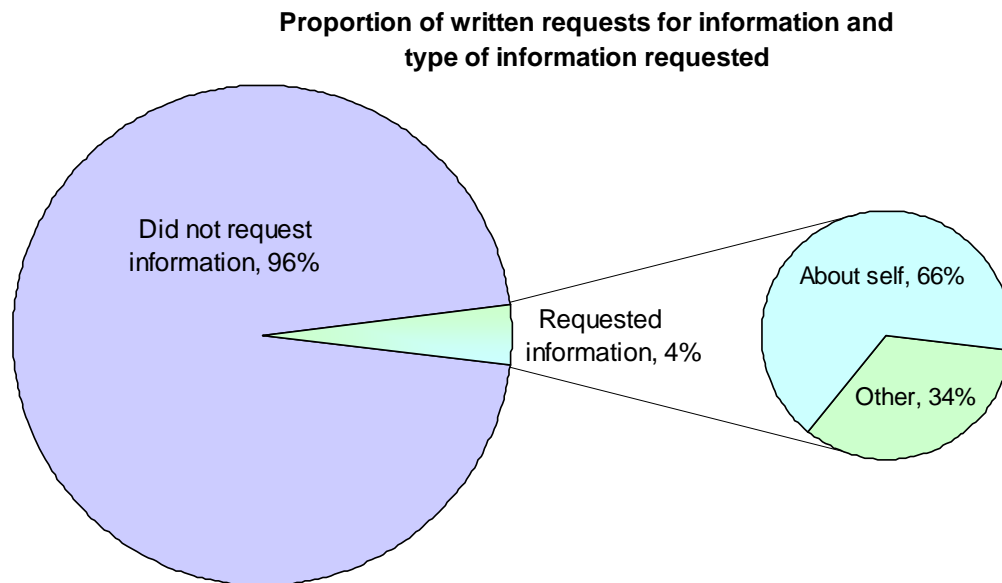 Proportion of written requests for information and
type of information requested
Did not request
information, 96%
Requested
information, 4%
About self, 66%
Other, 34%